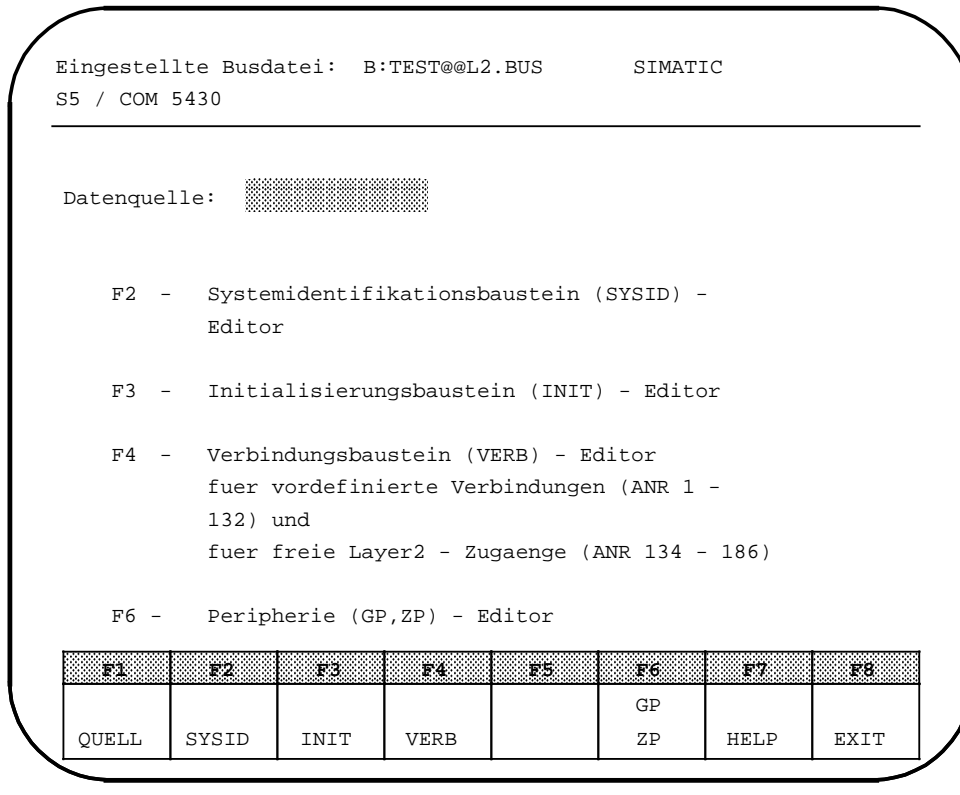 Eingestellte Busdatei: B:TEST@@L2.BUS SIMATIC
S5 / COM 5430
Datenquelle:
F2 - Systemidentifikationsbaustein (SYSID) -
Editor
F3 - Initialisierungsbaustein (INIT) - Editor
F4 - Verbindungsbaustein (VERB) - Editor
fuer vordefinierte Verbindungen (ANR 1 -
132) und
fuer freie Layer2 - Zugaenge (ANR 134 - 186)
F6 - Peripherie (GP,ZP) - Editor
F1 F2 F3 F4 F5 F6 F7 F8
GP
QUELL SYSID INIT VERB ZP HELP EXIT